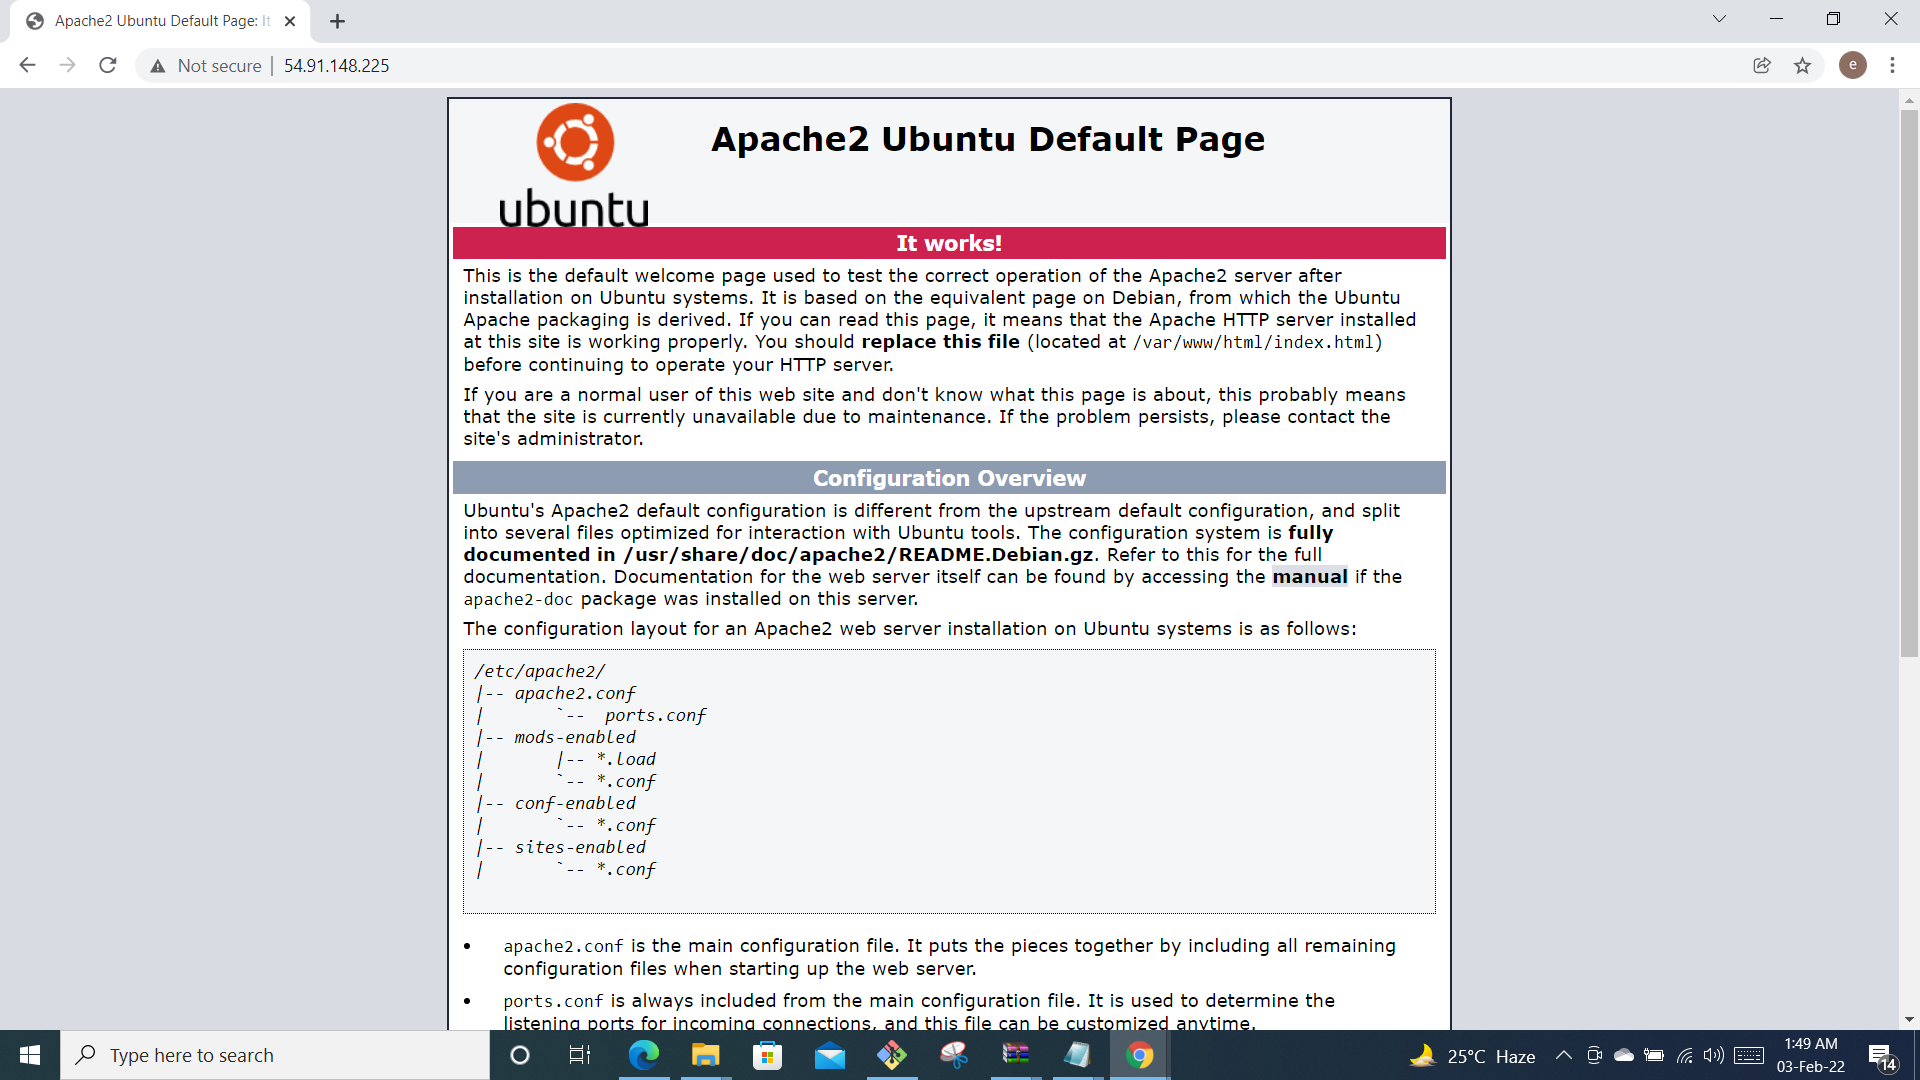 Apache2 Ubuntu Default Page: It
Not secure | 54.91.148.225
e
ubuntu
Apache2 Ubuntu Default Page
It works!
This is the default welcome page used to test the correct operation of the Apache2 server after
installation on Ubuntu systems. It is based on the equivalent page on Debian, from which the Ubuntu
Apache packaging is derived. If you can read this page, it means that the Apache HTTP server installed
at this site is working properly. You should replace this file (located at /var/www/html/index.html)
before continuing to operate your HTTP server.
If you are a normal user of this web site and don't know what this page is about, this probably means
that the site is currently unavailable due to maintenance. If the problem persists, please contact the
site's administrator.
Configuration Overview
Ubuntu's Apache2 default configuration is different from the upstream default configuration, and split
into several files optimized for interaction with Ubuntu tools. The configuration system is fully
documented in /usr/share/doc/apache2/README.Debian.gz. Refer to this for the full
documentation. Documentation for the web server itself can be found by accessing the manual if the
apache2-doc package was installed on this server.
The configuration layout for an Apache2 web server installation on Ubuntu systems is as follows:
/etc/apache2/
|-- apache2.conf
|       `--  ports.conf
|-- mods-enabled
|       |-- *.load
|       `-- *.conf
|-- conf-enabled
|       `-- *.conf
|-- sites-enabled
|       `-- *.conf
• apache2.conf is the main configuration file. It puts the pieces together by including all remaining
configuration files when starting up the web server.
• ports.conf is always included from the main configuration file. It is used to determine the
listening ports for incoming connections, and this file can be customized anytime.
Type here to search
25°C Haze
1:49 AM
03-Feb-22
14